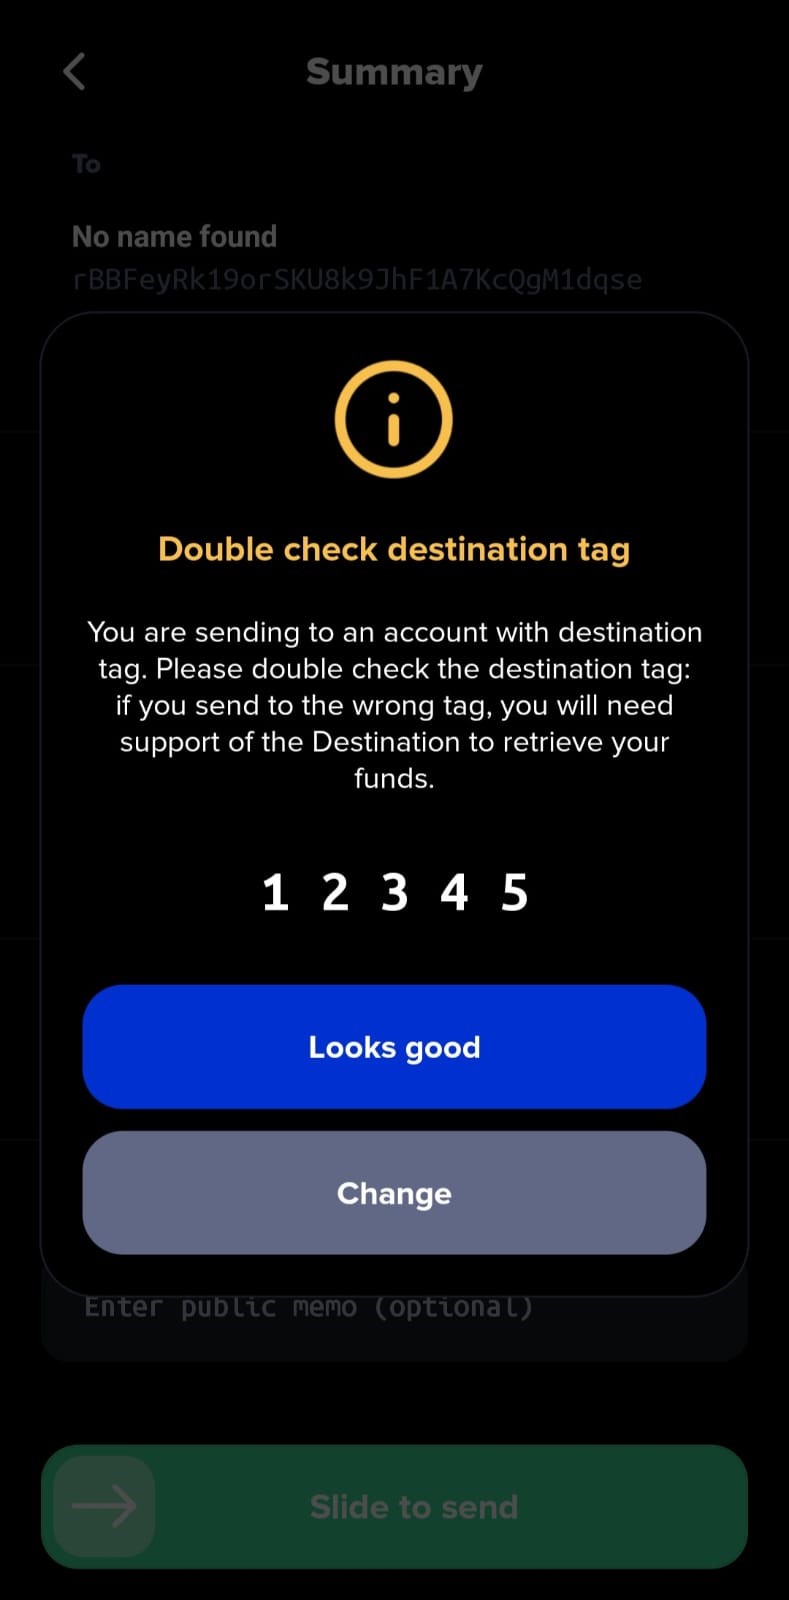 Summary
To
No name found
rBBFeyRk19orSKU8k9JhF1A7KcQgM1dqse
Double check destination tag
You are sending to an account with destination
tag. Please double check the destination tag:
if you send to the wrong tag, you will need
support of the Destination to retrieve your
funds.
1 2 3 4 5
Looks good
Change
Enter public memo (optional)
Slide to send